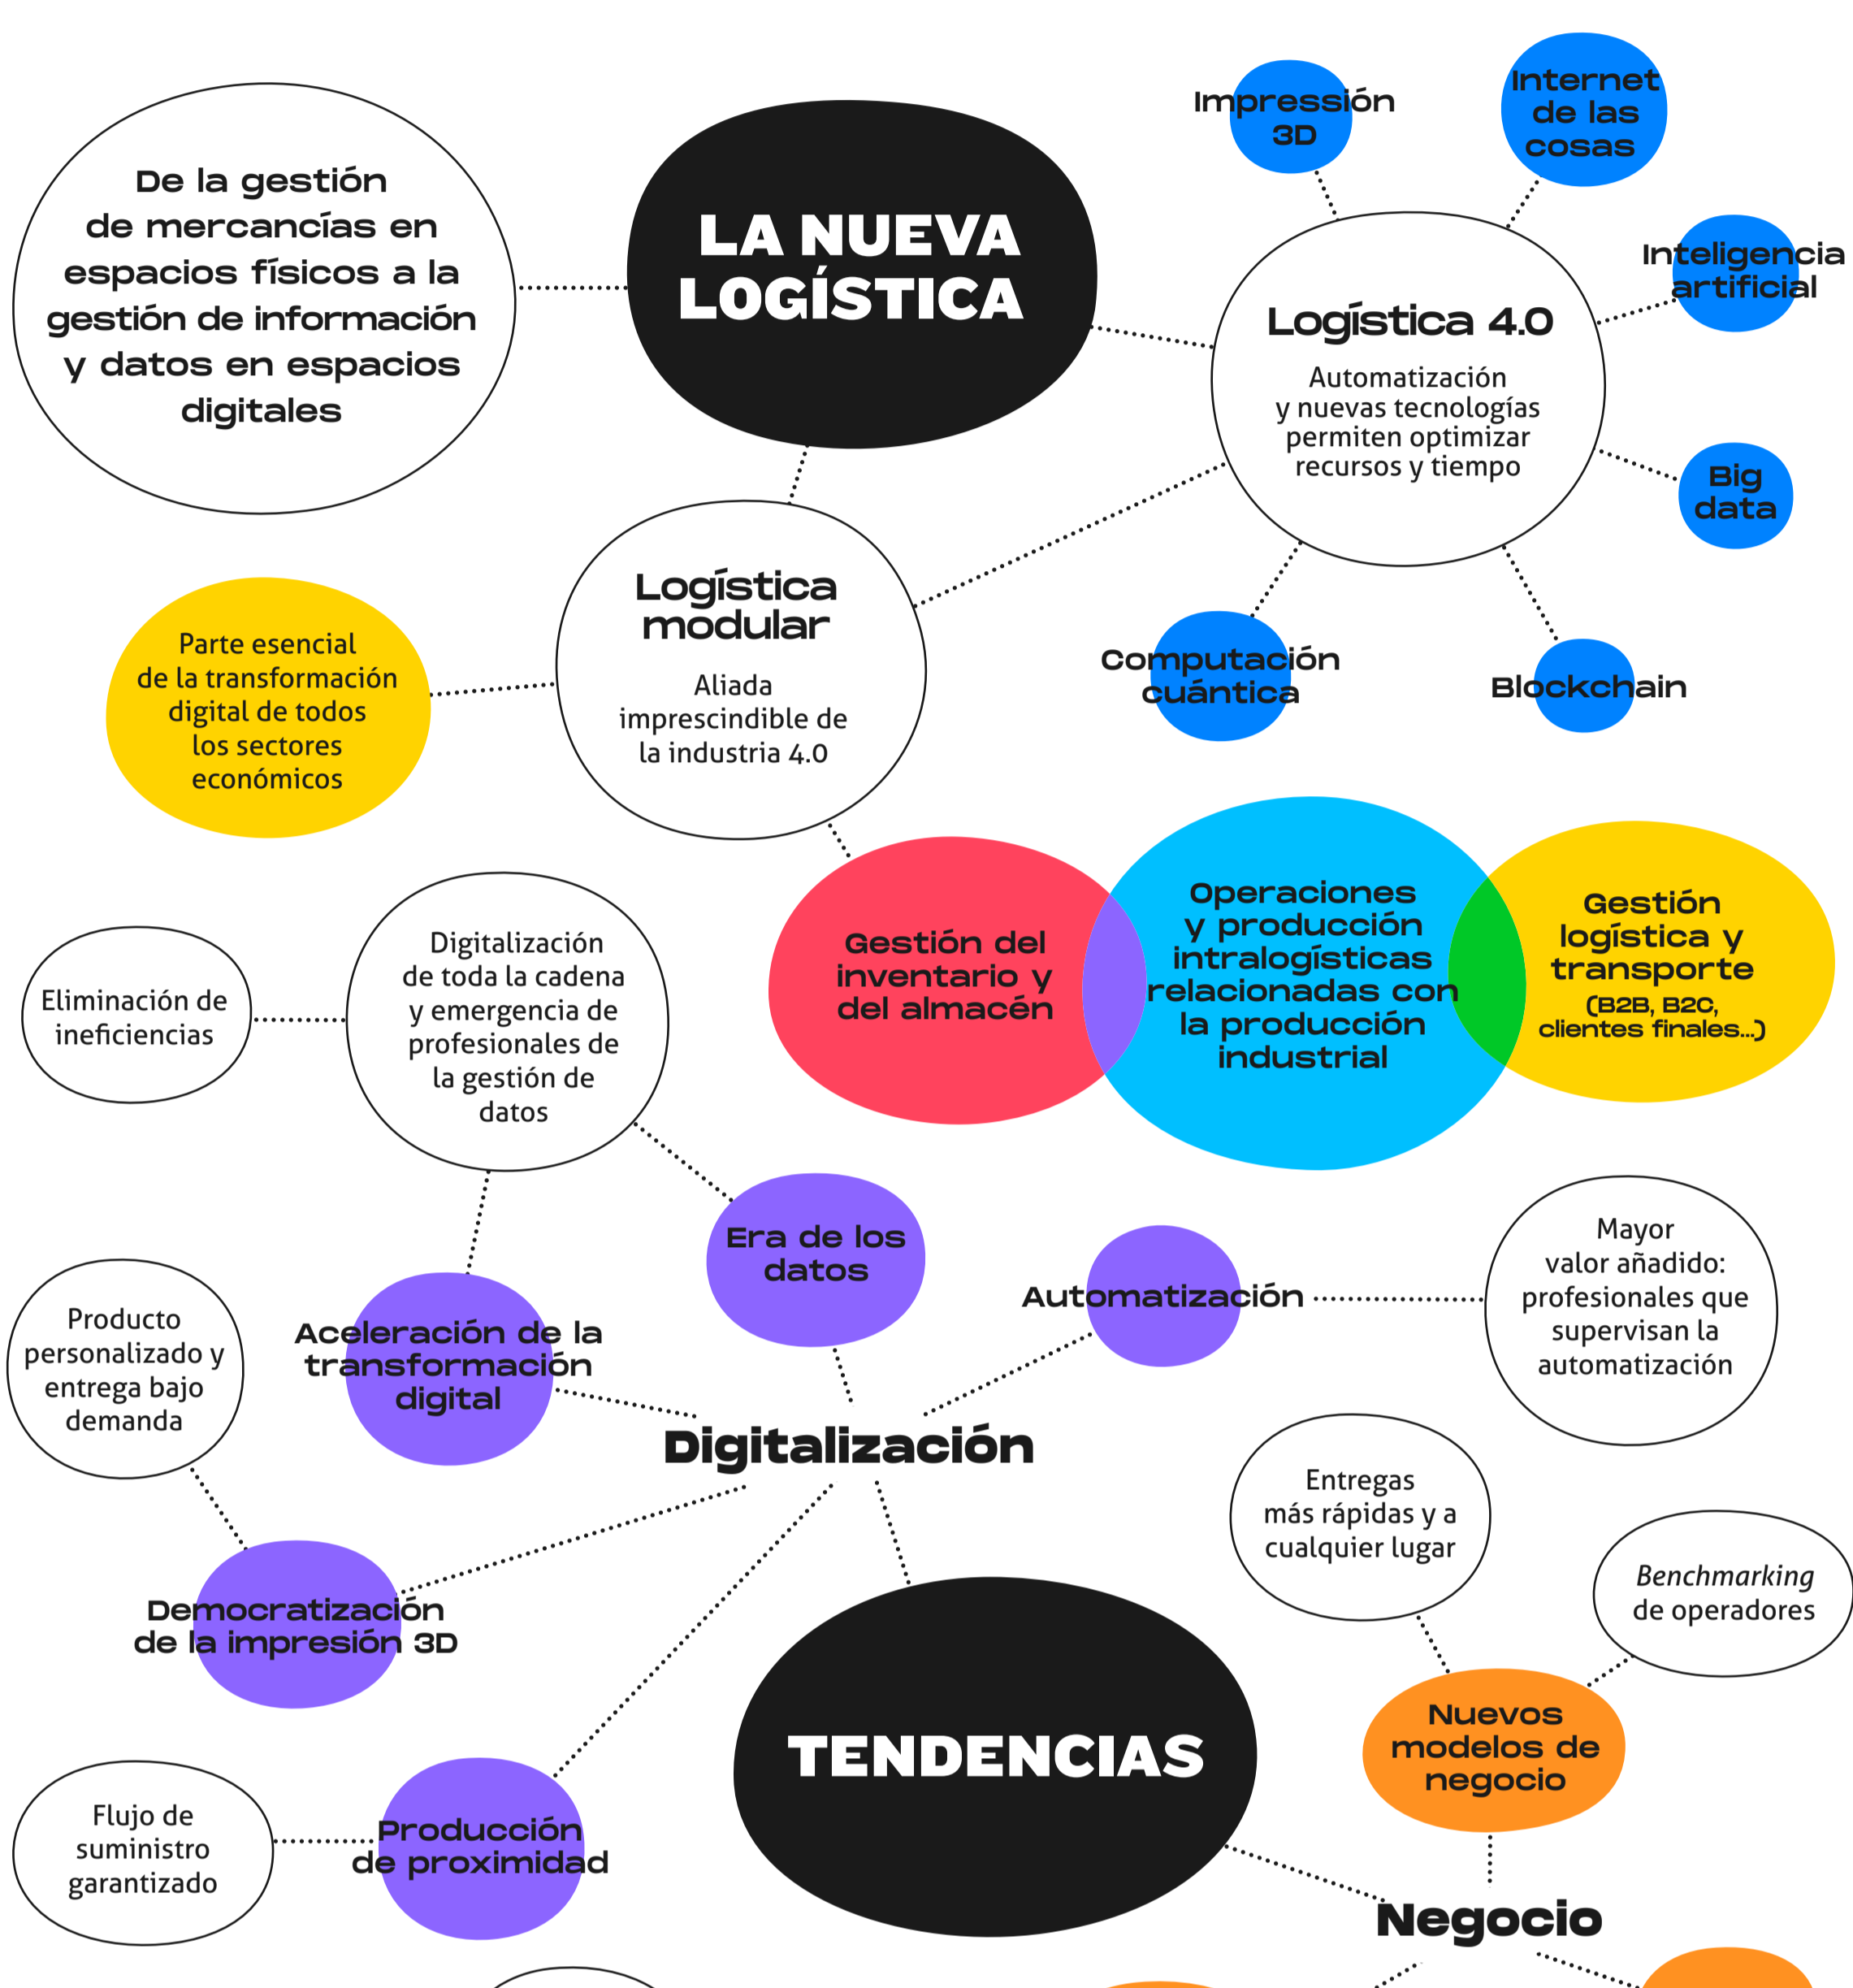 De la gestión
de mercancías en
espacios físicos a la
gestión de información
y datos en espacios
digitales
LA NUEVA
LOGÍSTICA
Impressión
3D
Internet
de las
cosas
Inteligencia
artificial
Logística 4.0
Automatización
y nuevas tecnologías
permiten optimizar
recursos y tiempo
Big
data
Computación
cuántica
Blockchain
Logística
modular
Aliada
imprescindible de
la industria 4.0
Parte esencial
de la transformación
digital de todos
los sectores
económicos
Gestión del
inventario y
del almacén
Operaciones
y producción
intralogísticas
relacionadas con
la producción
industrial
Gestión
logística y
transporte
(B2B, B2C,
clientes finales...)
Eliminación de
ineficiencias
Digitalización
de toda la cadena
y emergencia de
profesionales de
la gestión de
datos
Era de los
datos
Automatización
Mayor
valor añadido:
profesionales que
supervisan la
automatización
Producto
personalizado y
entrega bajo
demanda
Aceleración de la
transformación
digital
Digitalización
Entregas
más rápidas y a
cualquier lugar
Benchmarking
de operadores
Democratización
de la impresión 3D
TENDENCIAS
Nuevos
modelos de
negocio
Flujo de
suministro
garantizado
Producción
de proximidad
Negocio